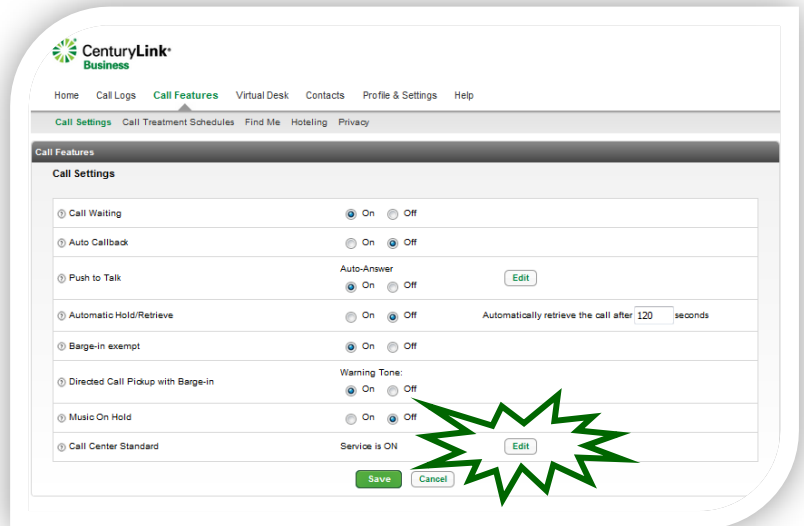 CenturyLink®
Business
Home Call Logs Call Features Virtual Desk Contacts Profile & Settings Help
Call Settings Call Treatment Schedules Find Me Hoteling Privacy
Call Features
Call Settings
? Call Waiting On Off
? Auto Callback On Off
Auto-Answer
? Push to Talk On Off Edit
? Automatic Hold/Retrieve On Off Automatically retrieve the call after 120 seconds
? Barge-in exempt On Off
Warning Tone:
? Directed Call Pickup with Barge-in On Off
? Music On Hold On Off
? Call Center Standard Service is ON Edit
Save Cancel